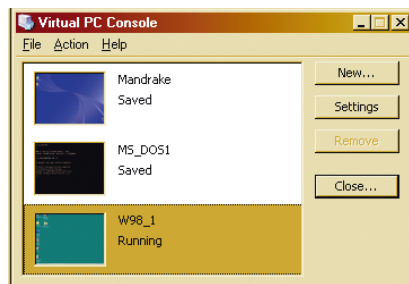 Virtual PC Console
File Action Help
Mandrake
Saved
MS_DOS1
Saved
W98_1
Running
New...
Settings
Remove
Close...